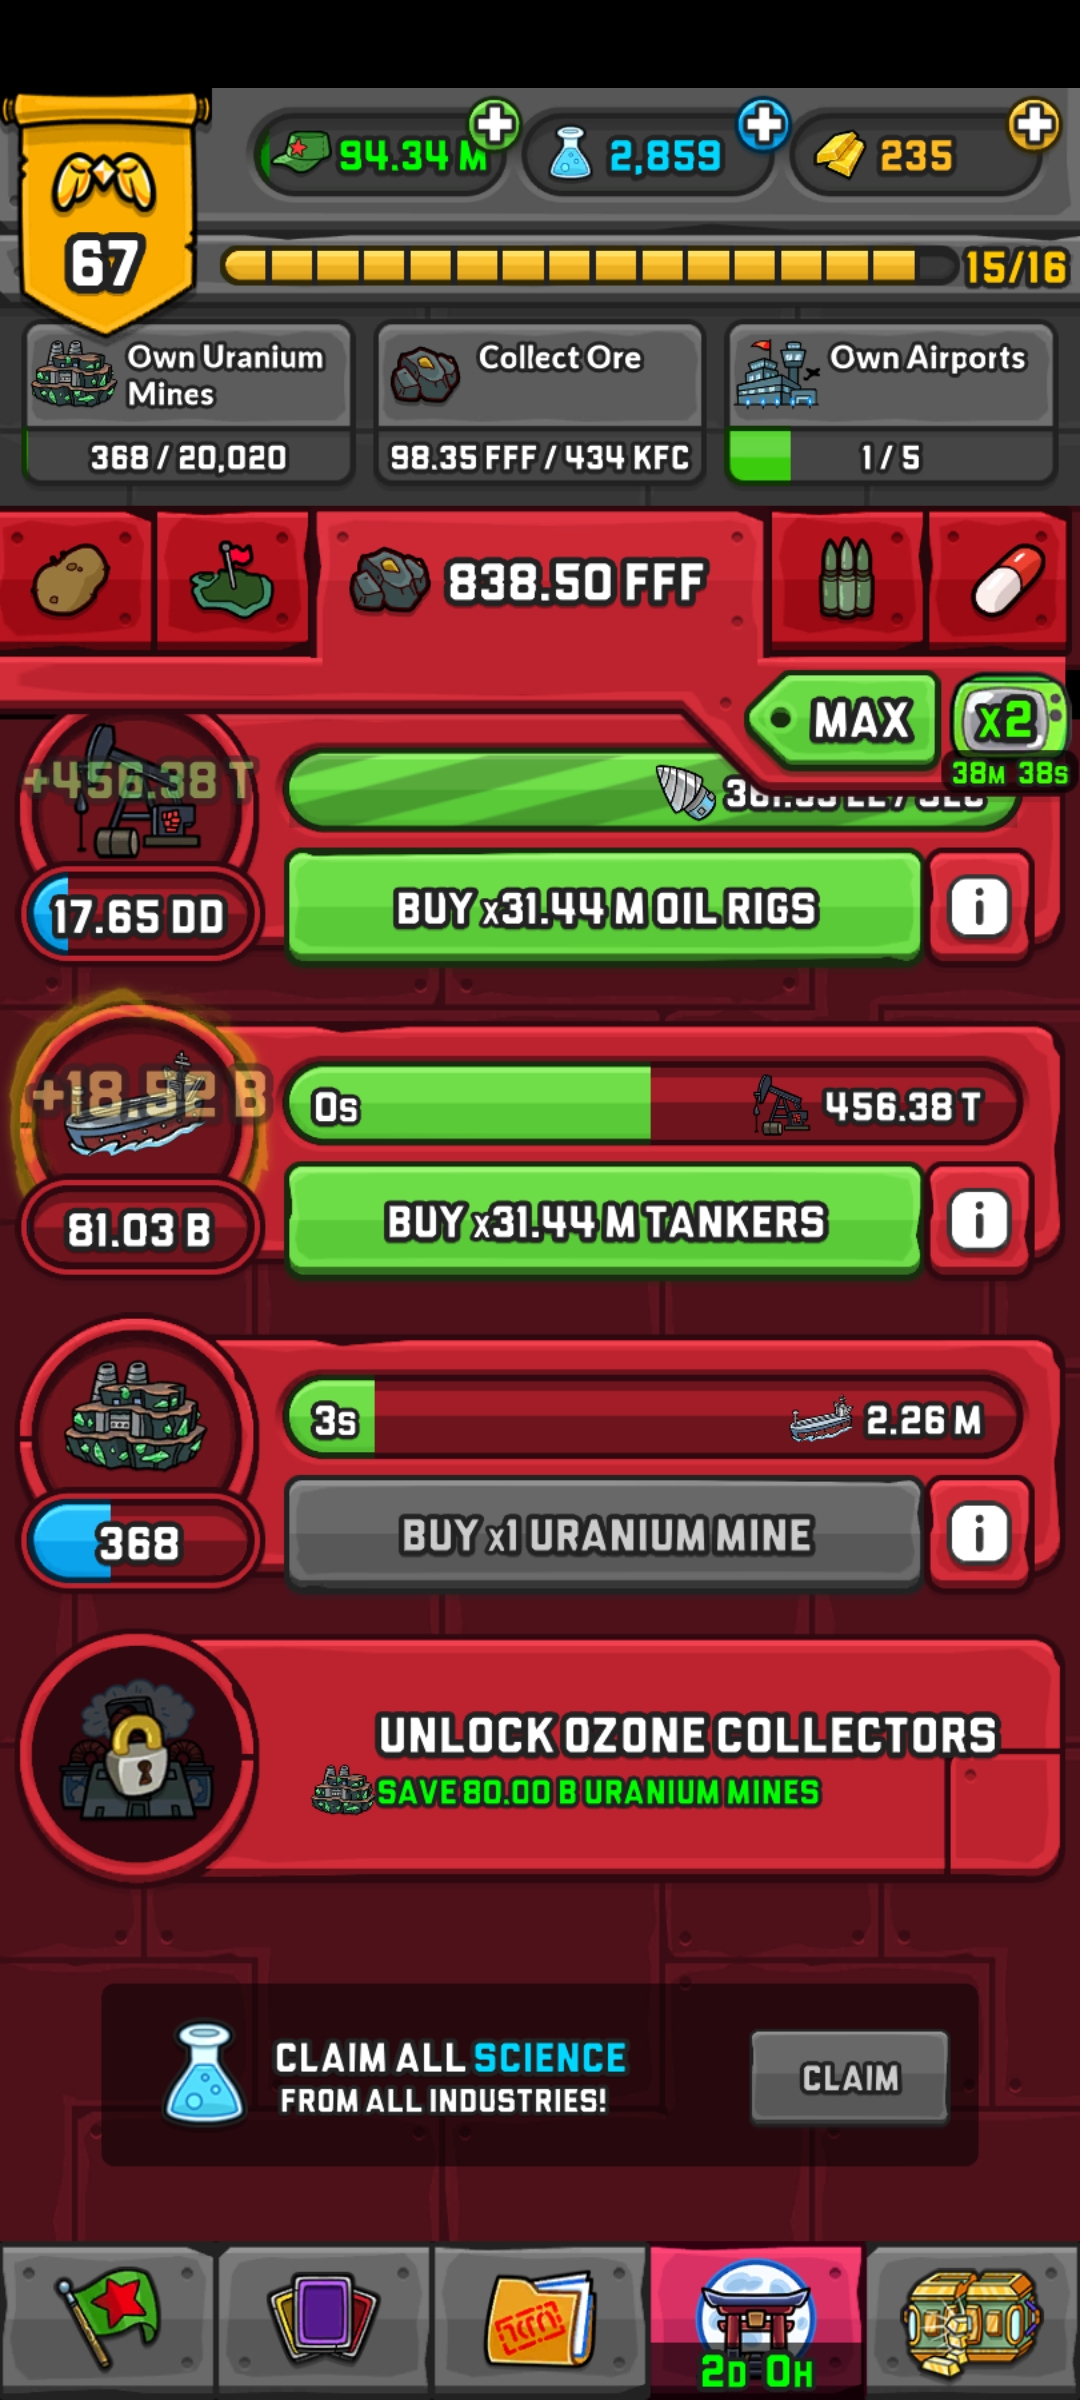 94.34 M
2,859
235
67
15/16
Own Uranium
Mines
368 / 20,020
Collect Ore
98.35 FFF / 434 KFC
Own Airports
1 / 5
838.50 FFF
MAX
x2
38M 38S
+456.38 T
17.65 DD
BUY x31.44 M OIL RIGS
i
+18.52 B
0s
456.38 T
81.03 B
BUY x31.44 M TANKERS
i
3s
2.26 M
368
BUY x1 URANIUM MINE
i
UNLOCK OZONE COLLECTORS
SAVE 80.00 B URANIUM MINES
CLAIM ALL SCIENCE
FROM ALL INDUSTRIES!
CLAIM
2D 0H